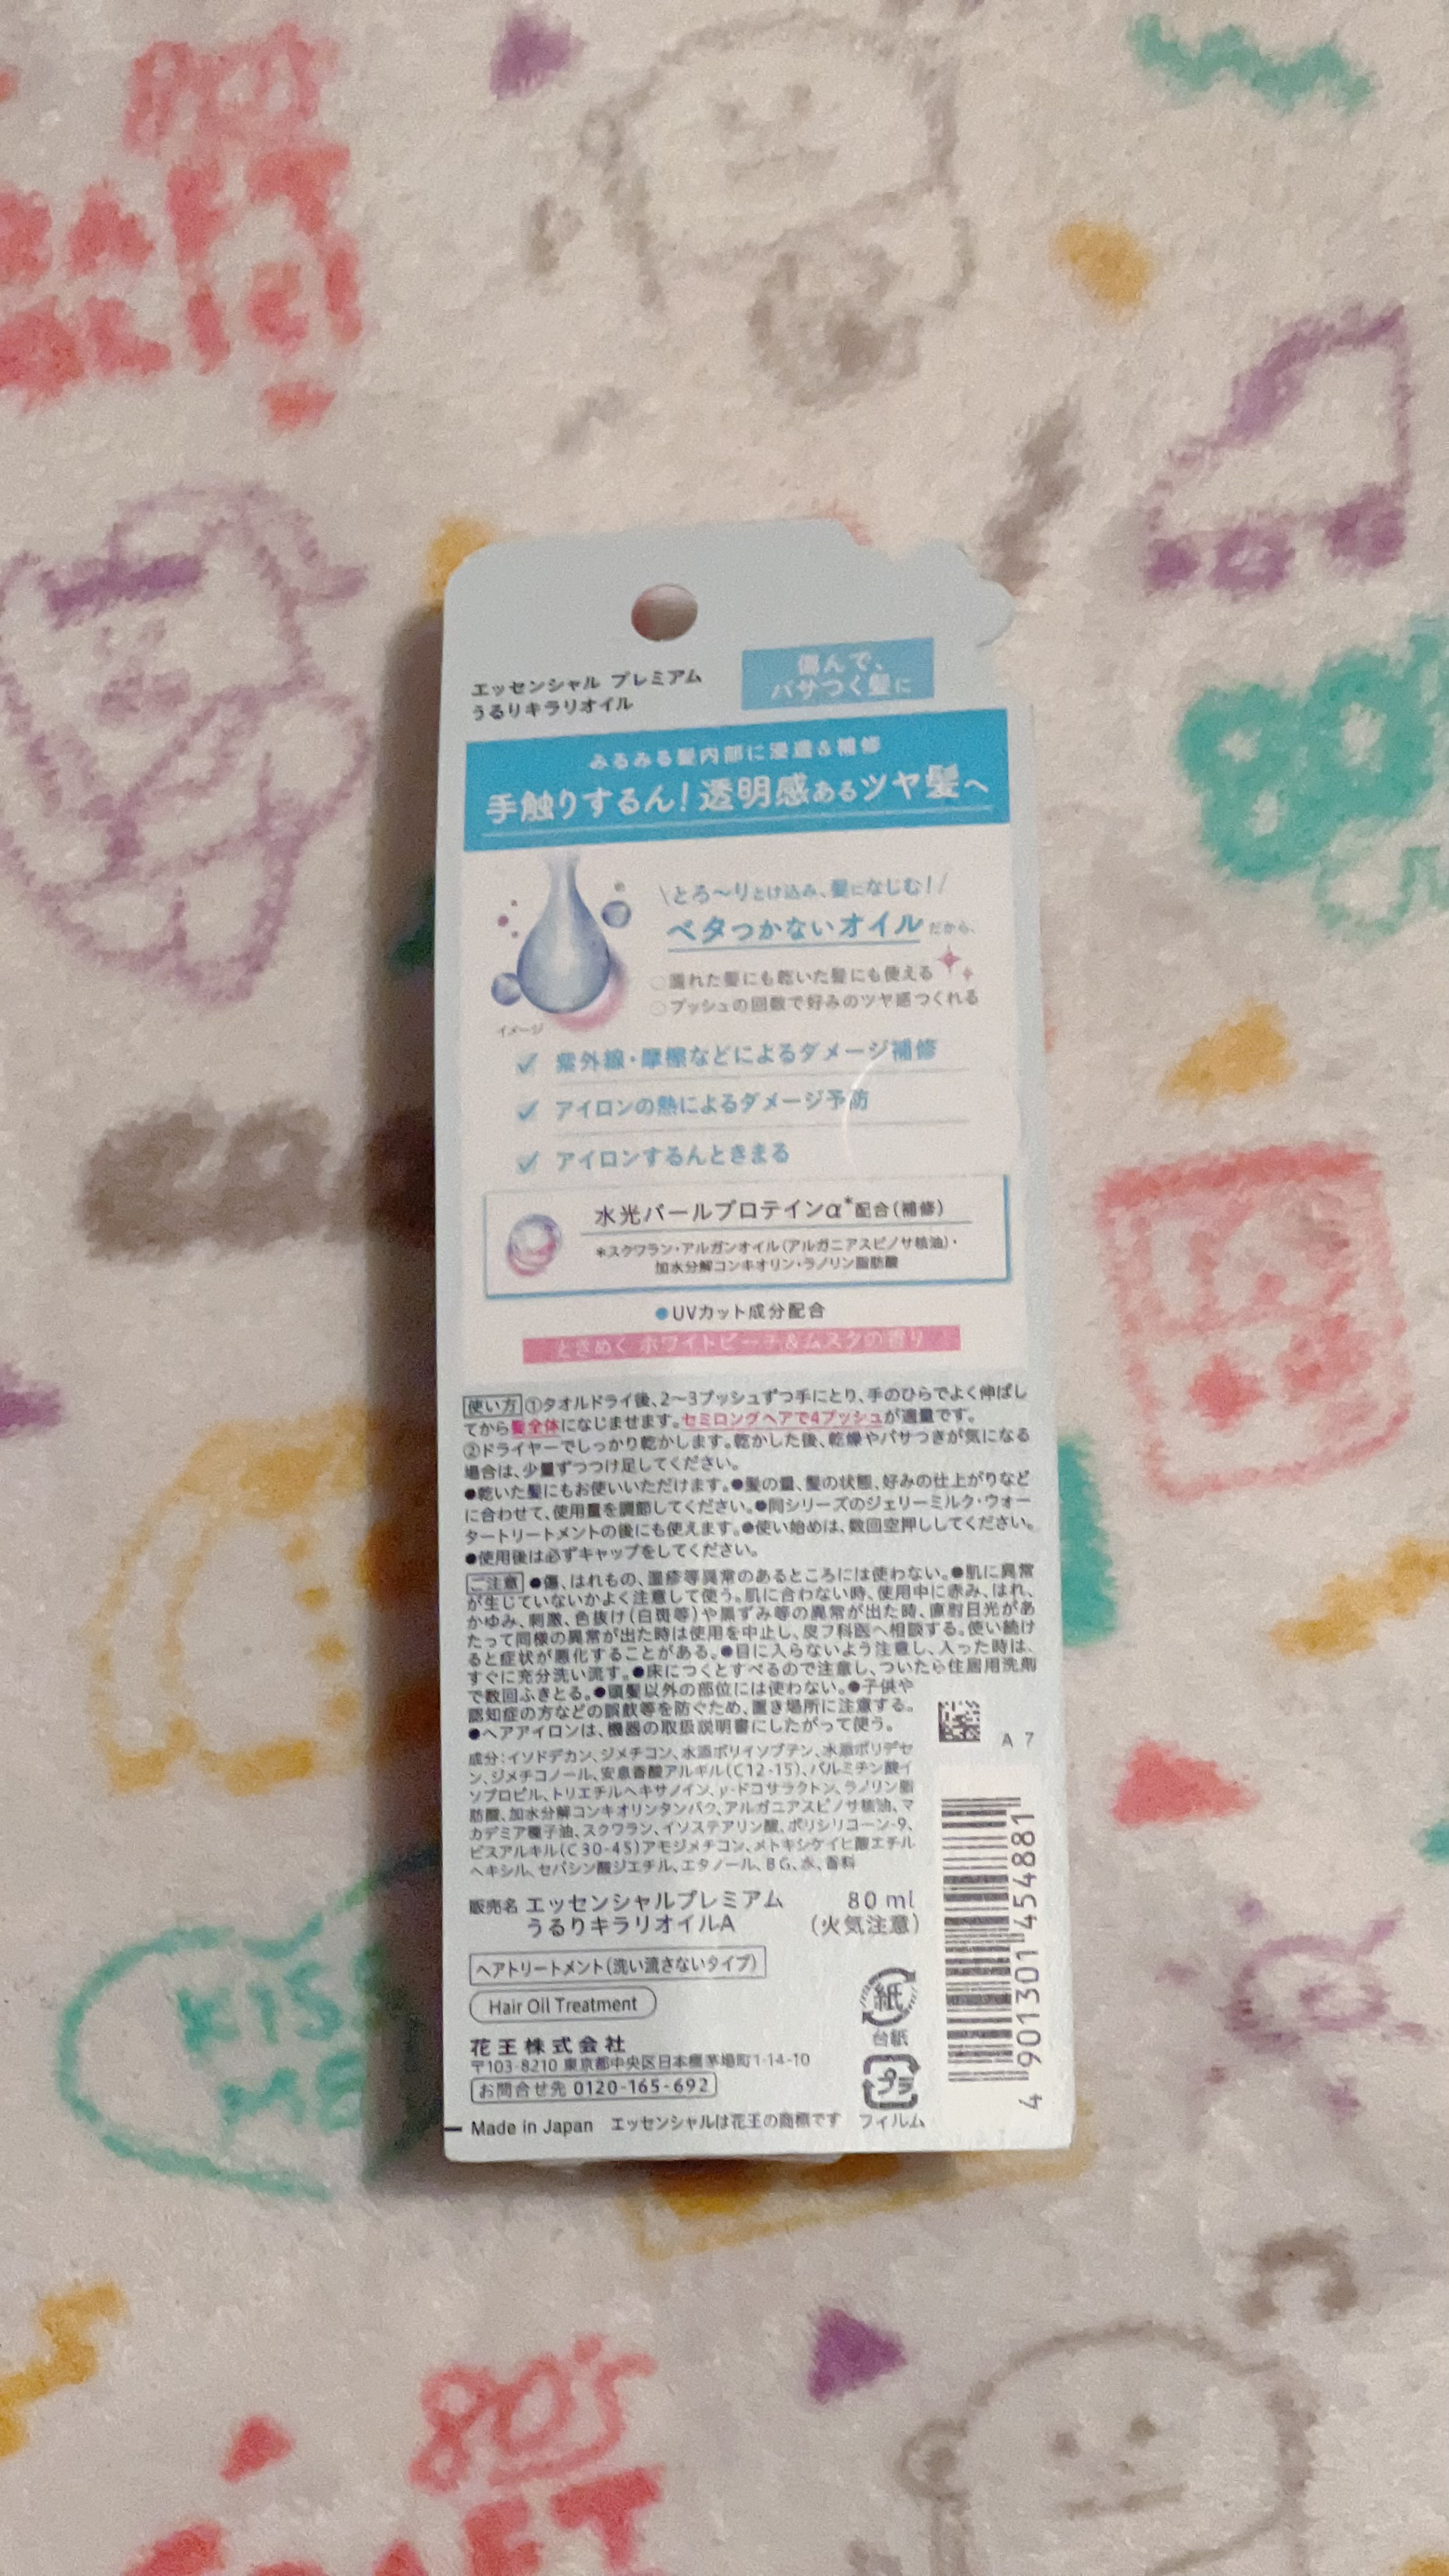 80's
エッセンシャル プレミアム
うるりキラリオイル
傷んで、
パサつく髪に
みるみる髪内部に浸透&補修
手触りするん!透明感あるツヤ髪へ
\とろ〜りとけ込み、髪になじむ!/
ベタつかないオイルだから、
○濡れた髪にも乾いた髪にも使える
○プッシュの回数で好みのツヤ感つくれる
イメージ
✓ 紫外線・摩擦などによるダメージ補修
✓ アイロンの熱によるダメージ予防
✓ アイロンするんときまる
水光パールプロテインα*配合(補修)
*スクワラン・アルガンオイル(アルガニアスピノサ核油)・
加水分解コンキオリン・ラノリン脂肪酸
●UVカット成分配合
ときめく ホワイトピーチ&ムスクの香り
使い方 ①タオルドライ後、2〜3プッシュずつ手にとり、手のひらでよく伸ばし
てから髪全体になじませます。セミロングヘアで4プッシュが適量です。
②ドライヤーでしっかり乾かします。乾かした後、乾燥やパサつきが気になる
場合は、少量ずつつけ足してください。
●乾いた髪にもお使いいただけます。●髪の量、髪の状態、好みの仕上がりなど
に合わせて、使用量を調節してください。●同シリーズのジェリーミルク・ウォー
タートリートメントの後にも使えます。●使い始めは、数回空押ししてください。
●使用後は必ずキャップをしてください。
ご注意 ●傷、はれもの、湿疹等異常のあるところには使わない。●肌に異常
が生じていないかよく注意して使う。肌に合わない時、使用中に赤み、はれ、
かゆみ、刺激、色抜け(白斑等)や黒ずみ等の異常が出た時、直射日光があ
たって同様の異常が出た時は使用を中止し、皮フ科医へ相談する。使い続け
ると症状が悪化することがある。●目に入らないよう注意し、入った時は、
すぐに充分洗い流す。●床につくとすべるので注意し、ついたら住居用洗剤
で数回ふきとる。●頭髪以外の部位には使わない。●子供や
認知症の方などの誤飲等を防ぐため、置き場所に注意する。
●ヘアアイロンは、機器の取扱説明書にしたがって使う。
A 7
成分:イソドデカン、ジメチコン、水添ポリイソブテン、水添ポリデセ
ン、ジメチコノール、安息香酸アルキル(C12-15)、パルミチン酸イ
ソプロピル、トリエチルヘキサノイン、γ-ドコサラクトン、ラノリン脂
肪酸、加水分解コンキオリンタンパク、アルガニアスピノサ核油、マ
カデミア種子油、スクワラン、イソステアリン酸、ポリシリコーン-9、
ビスアルキル(C30-45)アモジメチコン、メトキシケイヒ酸エチル
ヘキシル、セバシン酸ジエチル、エタノール、BG、水、香料
販売名 エッセンシャルプレミアム
うるりキラリオイルA
80 ml
(火気注意)
ヘアトリートメント(洗い流さないタイプ)
Hair Oil Treatment
花王株式会社
〒103-8210 東京都中央区日本橋茅場町1-14-10
お問合せ先 0120-165-692
Made in Japan エッセンシャルは花王の商標です
紙
台紙
プラ
フィルム
4 901301 454881
KISS
ME
80's